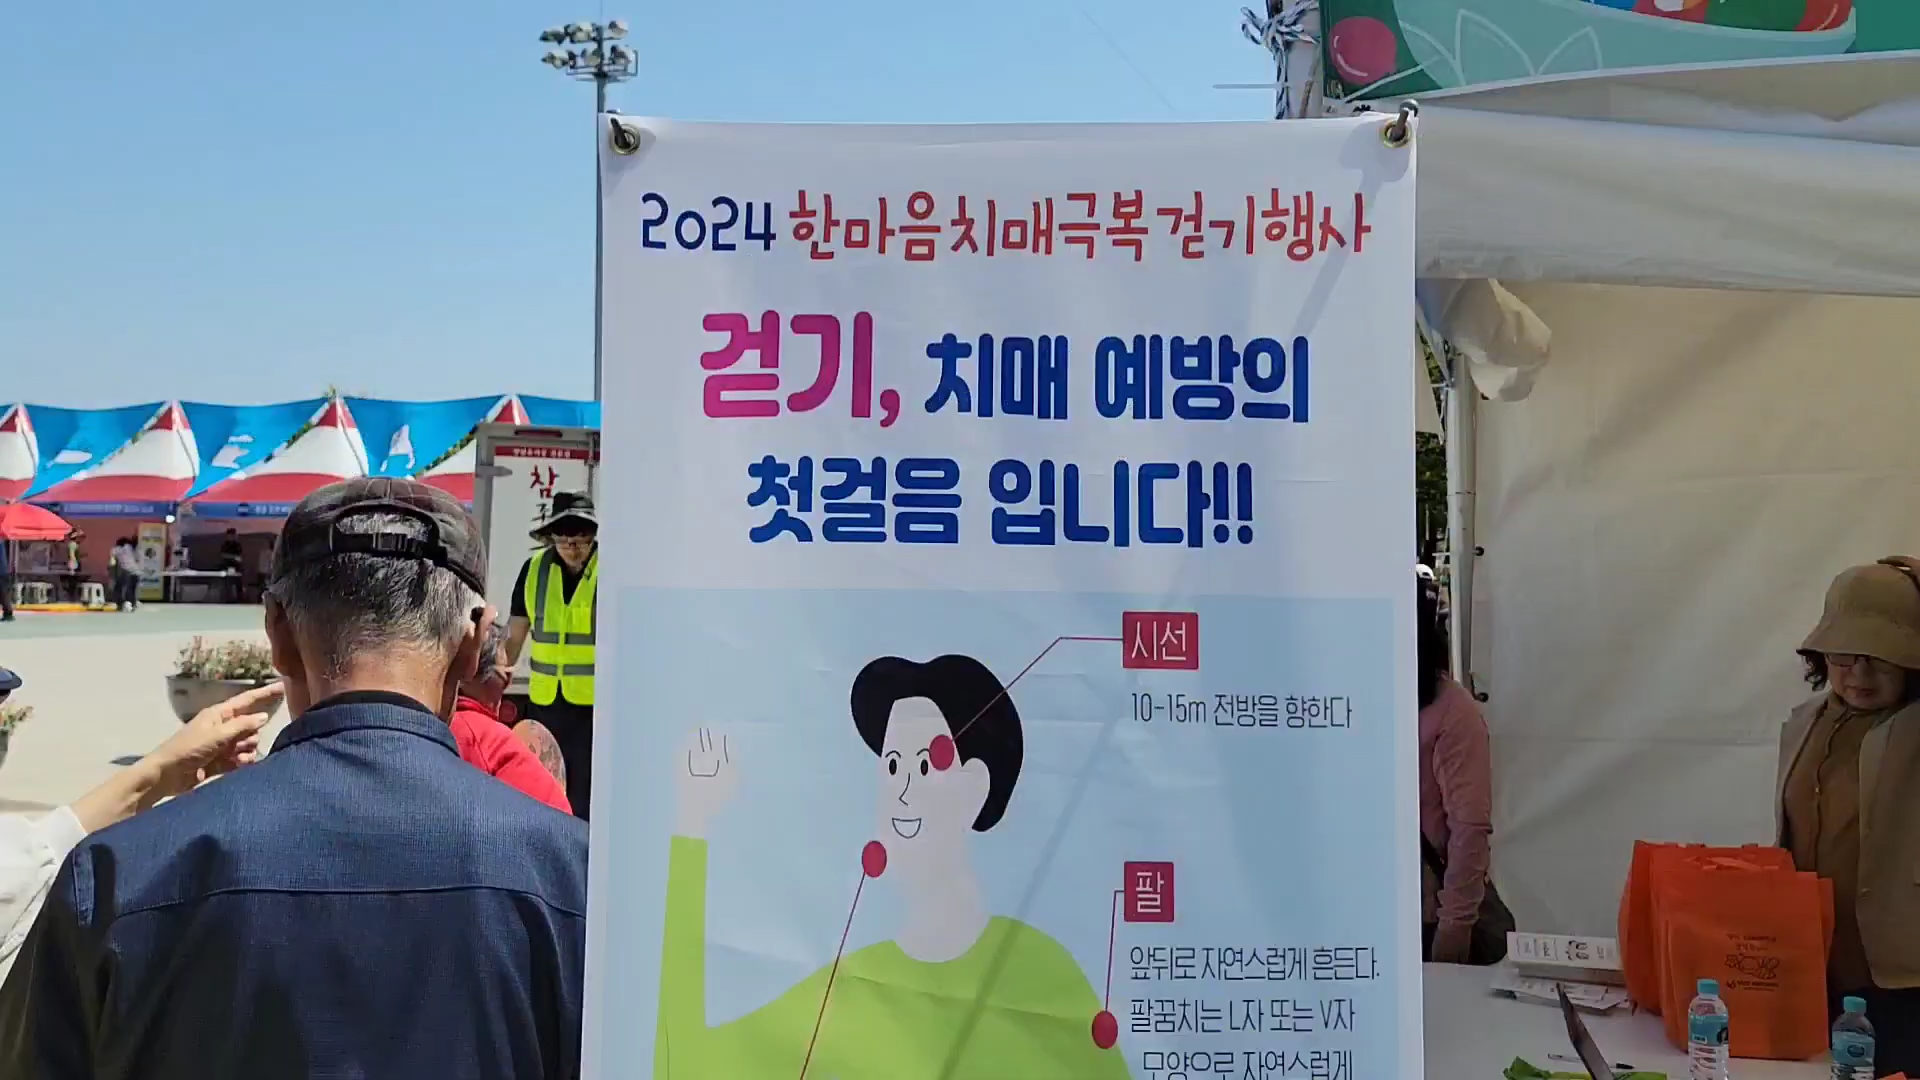 2024 한마음치매극복 걷기행사
걷기, 치매 예방의
첫걸음 입니다!!
시선
10-15m 전방을 향한다
팔
앞뒤로 자연스럽게 흔든다.
팔꿈치는 L자 또는 V자
모양으로 자연스럽게
참